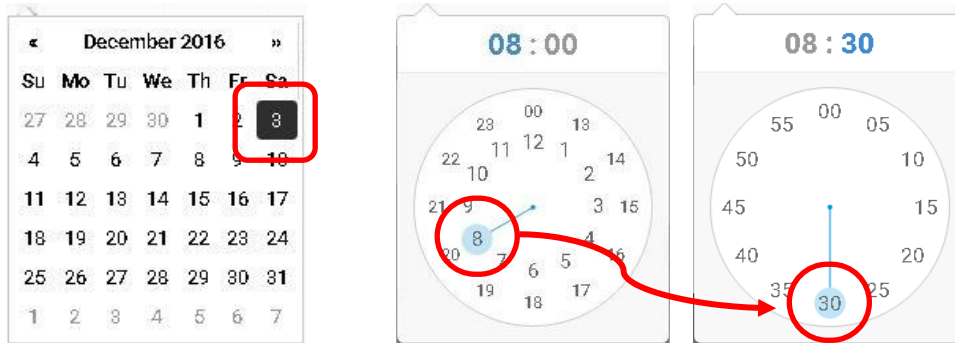 « December 2016 »
Su Mo Tu We Th Fr Sa
27 28 29 30 1 2 3
4 5 6 7 8 9 10
11 12 13 14 15 16 17
18 19 20 21 22 23 24
25 26 27 28 29 30 31
1 2 3 4 5 6 7
08 : 00
00
23 13
12
11 1
22 14
10 2
21 9 3 15
8 4
20 7 5 16
6
19 17
18
08 : 30
00
55 05
50 10
45 15
40 20
35 25
30